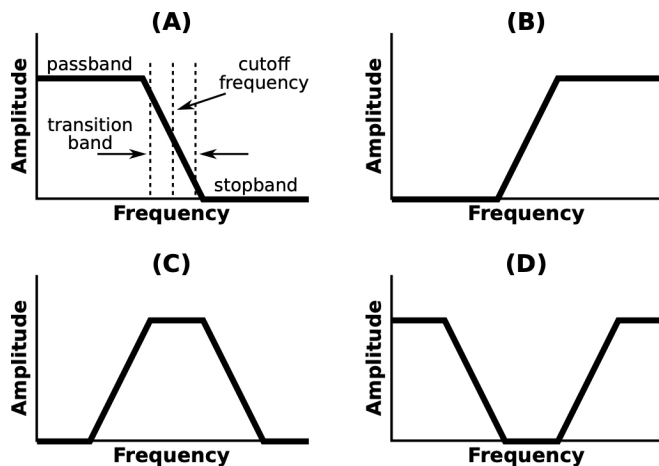 (A)
Amplitude
passband
cutoff
frequency
transition
band
stopband
Frequency
(B)
Amplitude
Frequency
(C)
Amplitude
Frequency
(D)
Amplitude
Frequency